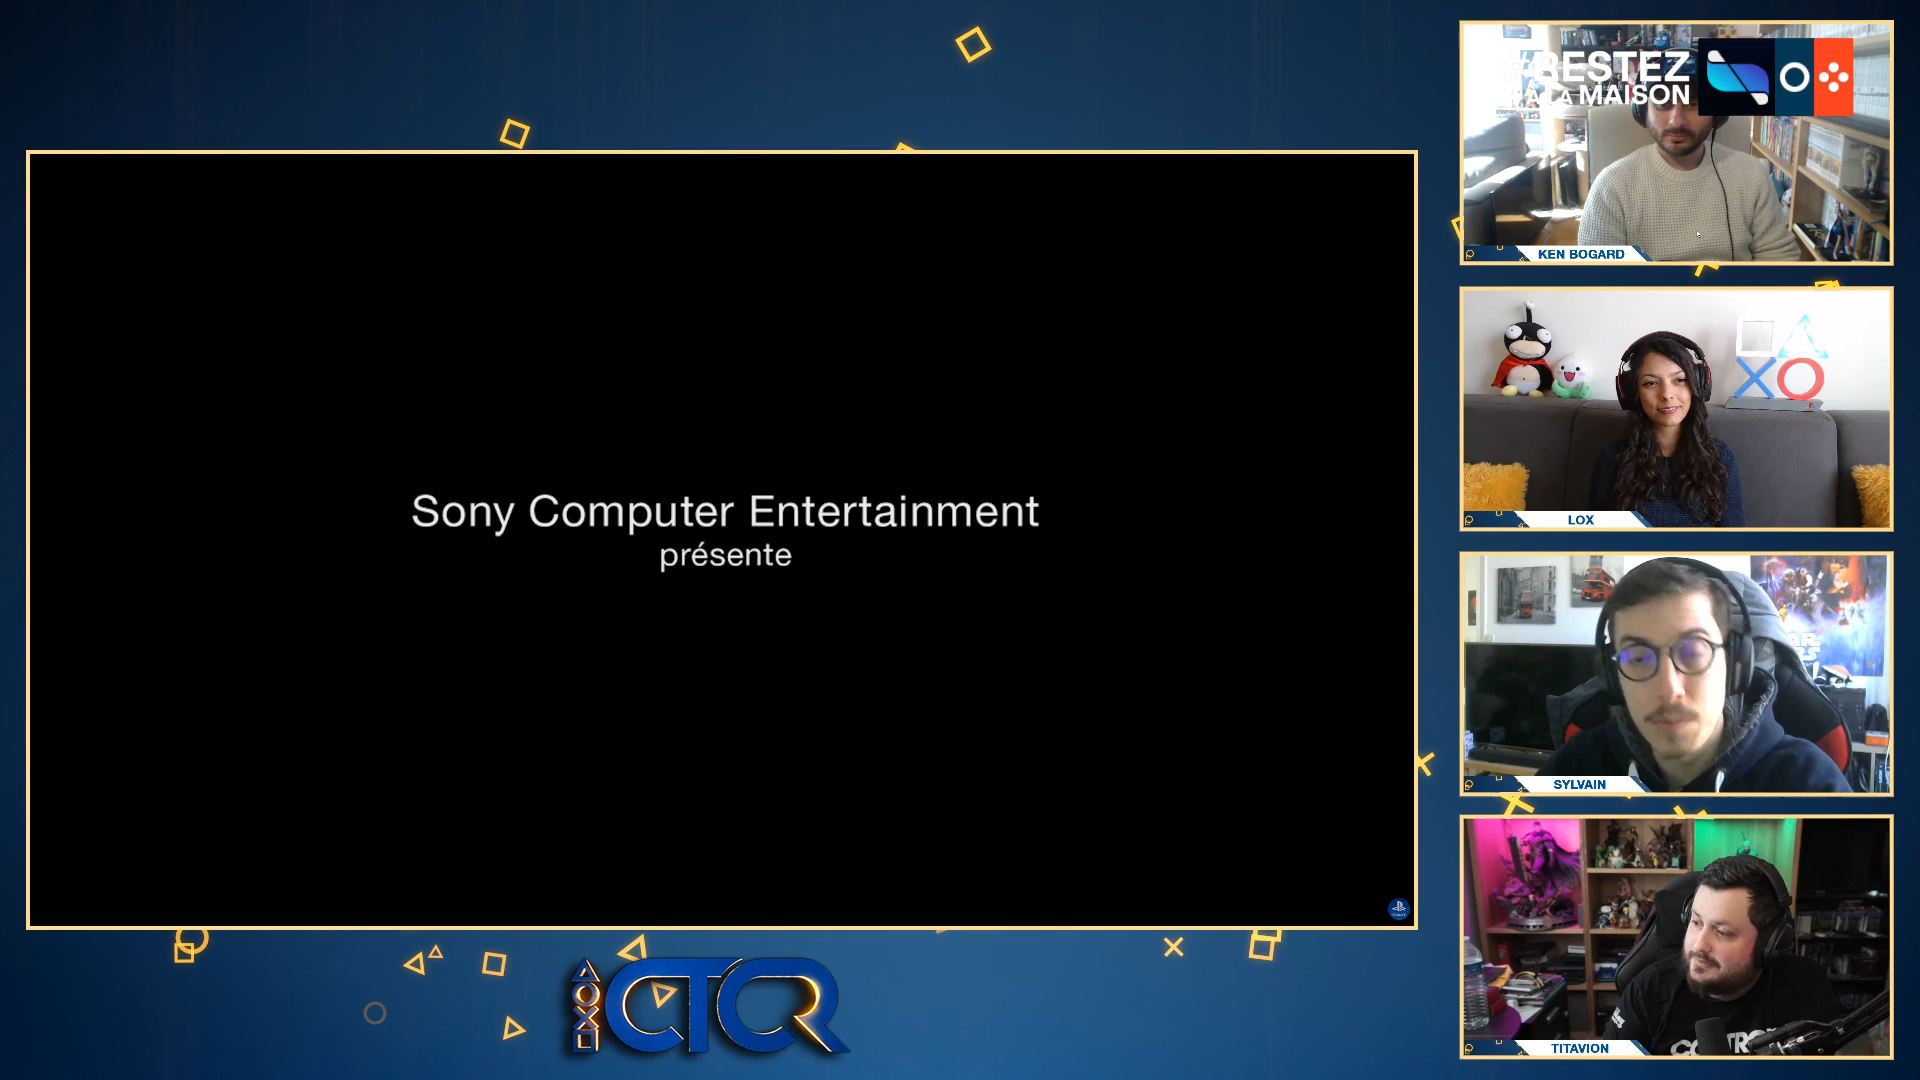 #RESTEZ
À LA MAISON
Sony Computer Entertainment
présente
KEN BOGARD
LOX
SYLVAIN
TITAVION
CTCR